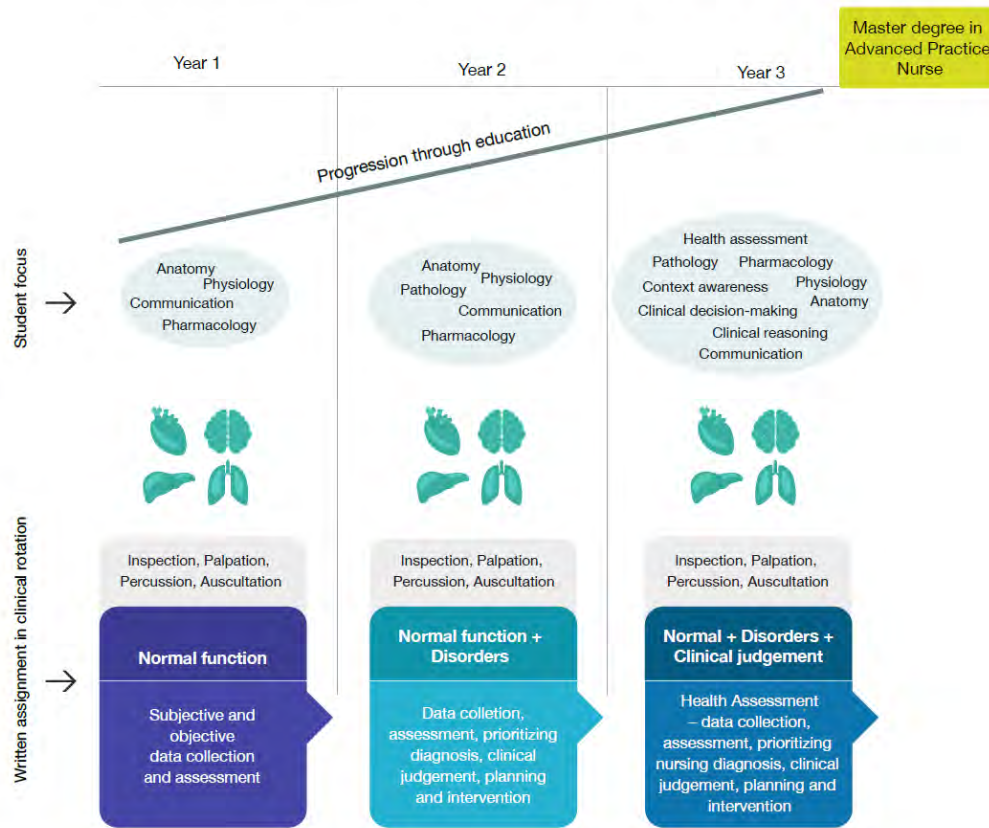 Year 1
Year 2
Year 3
Master degree in
Advanced Practice
Nurse
Progression through education
Student focus
Anatomy
Physiology
Communication
Pharmacology
Anatomy
Physiology
Pathology
Communication
Pharmacology
Health assessment
Pathology
Pharmacology
Context awareness
Physiology
Anatomy
Clinical decision-making
Clinical reasoning
Communication
Written assignment in clinical rotation
Inspection, Palpation,
Percussion, Auscultation
Normal function
Subjective and
objective
data collection
and assessment
Inspection, Palpation,
Percussion, Auscultation
Normal function +
Disorders
Data colletion,
assessment, prioritizing
diagnosis, clinical
judgement, planning
and intervention
Inspection, Palpation,
Percussion, Auscultation
Normal + Disorders +
Clinical judgement
Health Assessment
– data collection,
assessment, prioritizing
nursing diagnosis, clinical
judgement, planning and
intervention